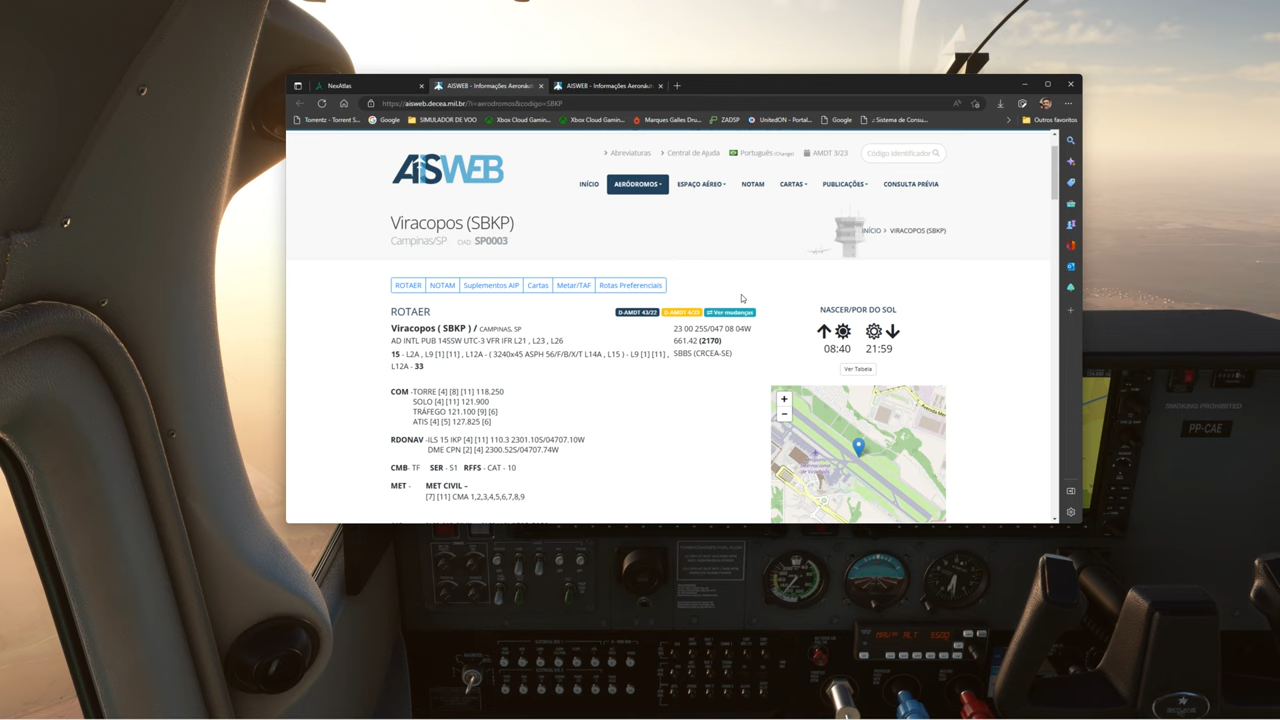 NexAtlas
AISWEB - Informações Aeronáut
AISWEB - Informações Aeronáut
https://aisweb.decea.mil.br/?i=aerodromos&codigo=SBKP
Torrentz - Torrent S...
Google
SIMULADOR DE VOO
Xbox Cloud Gamin...
Xbox Cloud Gamin...
Marques Galles Dru...
ZADSP
UnitedON - Portal...
Google
.: Sistema de Consu...
Outros favoritos
AISWEB
Abreviaturas
Central de Ajuda
Português (Change)
AMDT 3/23
Código identificador
INÍCIO
AERÓDROMOS
ESPAÇO AÉREO
NOTAM
CARTAS
PUBLICAÇÕES
CONSULTA PRÉVIA
Viracopos (SBKP)
Campinas/SP CIAD: SP0003
INÍCIO > VIRACOPOS (SBKP)
ROTAER
NOTAM
Suplementos AIP
Cartas
Metar/TAF
Rotas Preferenciais
ROTAER
D-AMDT 43/22
D-AMDT 4/23
Ver mudanças
Viracopos ( SBKP ) / CAMPINAS, SP
23 00 25S/047 08 04W
AD INTL PUB 14SSW UTC-3 VFR IFR L21 , L23 , L26
661.42 (2170)
15 - L2A , L9 [1] [11] , L12A - ( 3240x45 ASPH 56/F/B/X/T L14A , L15 ) - L9 [1] [11] ,
SBBS (CRCEA-SE)
L12A - 33
COM -TORRE [4] [8] [11] 118.250
SOLO [4] [11] 121.900
TRÁFEGO 121.100 [9] [6]
ATIS [4] [5] 127.825 [6]
RDONAV -ILS 15 IKP [4] [11] 110.3 2301.10S/04707.10W
DME CPN [2] [4] 2300.52S/04707.74W
CMB- TF SER - S1 RFFS - CAT - 10
MET - MET CIVIL –
[7] [11] CMA 1,2,3,4,5,6,7,8,9
NASCER/POR DO SOL
08:40
21:59
Ver Tabela
+
−
SMOKING PROHIBITED
PP-CAE
ALT 5500